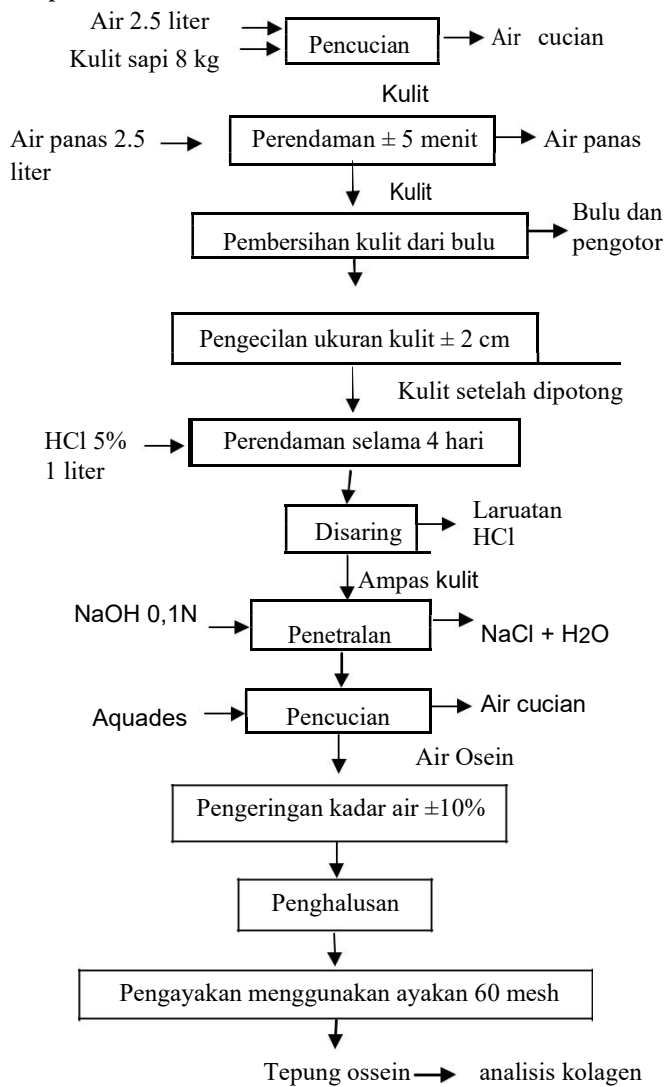 Air 2.5 liter
Kulit sapi 8 kg
Pencucian
Air cucian
Kulit
Air panas 2.5
liter
Perendaman ± 5 menit
Air panas
Kulit
Pembersihan kulit dari bulu
Bulu dan
pengotor
Pengecilan ukuran kulit ± 2 cm
Kulit setelah dipotong
HCl 5%
1 liter
Perendaman selama 4 hari
Disaring
Laruatan
HCl
Ampas kulit
NaOH 0,1N
Penetralan
NaCl + H2O
Aquades
Pencucian
Air cucian
Air Osein
Pengeringan kadar air ±10%
Penghalusan
Pengayakan menggunakan ayakan 60 mesh
Tepung ossein
analisis kolagen